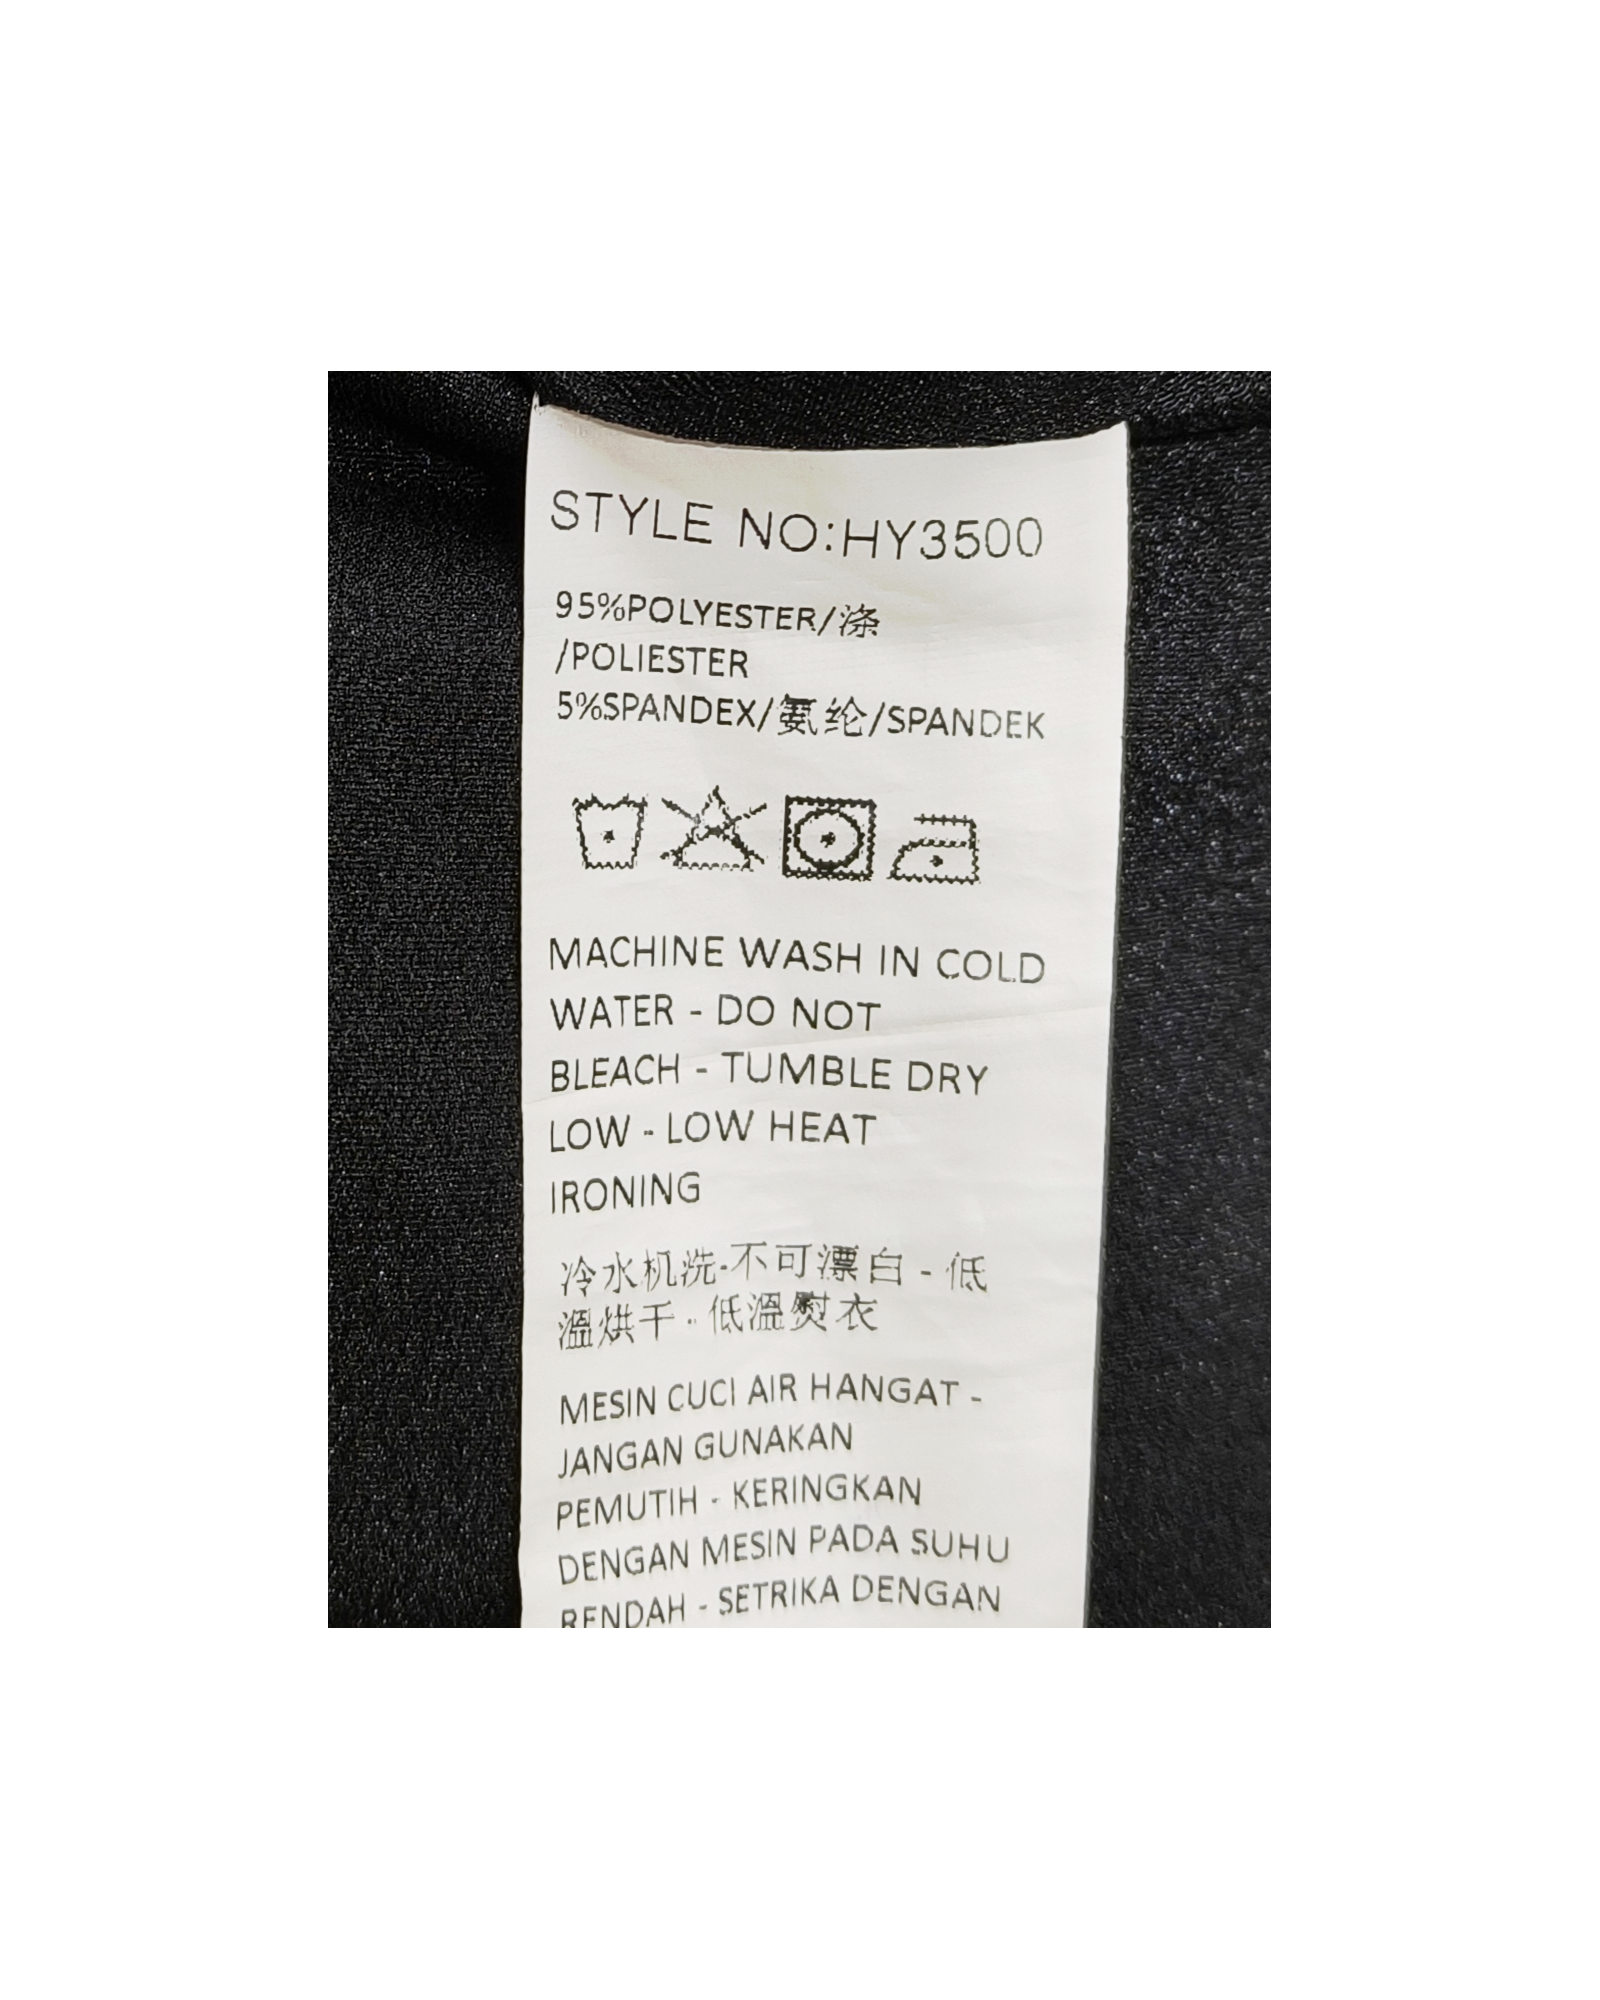 STYLE NO:HY3500
95%POLYESTER/涤
/POLIESTER
5%SPANDEX/氨纶/SPANDEK
MACHINE WASH IN COLD
WATER - DO NOT
BLEACH - TUMBLE DRY
LOW - LOW HEAT
IRONING
冷水机洗-不可漂白 - 低
溫烘干 - 低溫熨衣
MESIN CUCI AIR HANGAT -
JANGAN GUNAKAN
PEMUTIH - KERINGKAN
DENGAN MESIN PADA SUHU
RENDAH - SETRIKA DENGAN